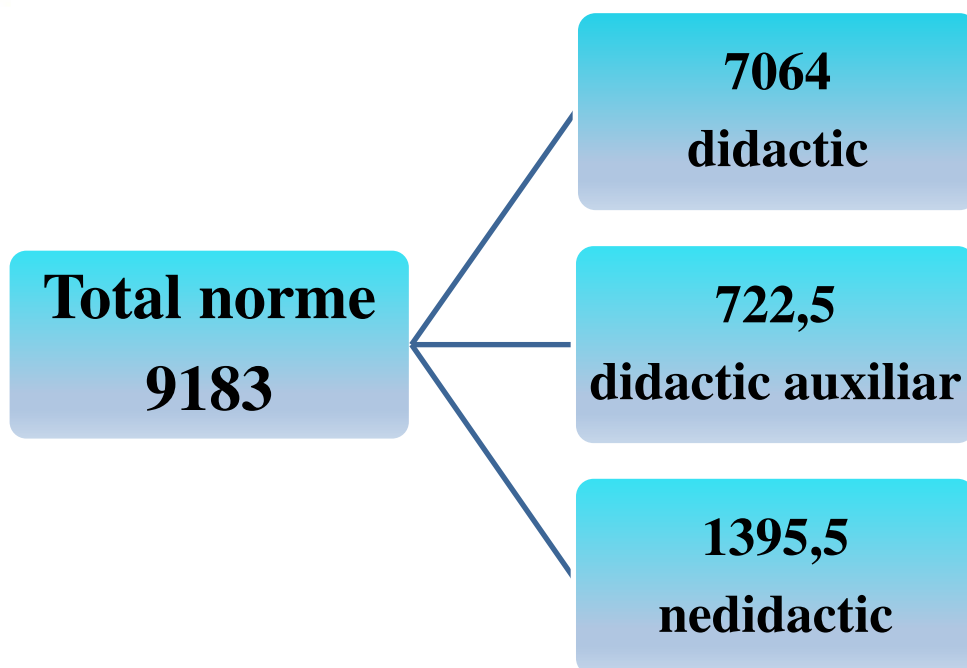 Total norme
9183
7064
didactic
722,5
didactic auxiliar
1395,5
nedidactic